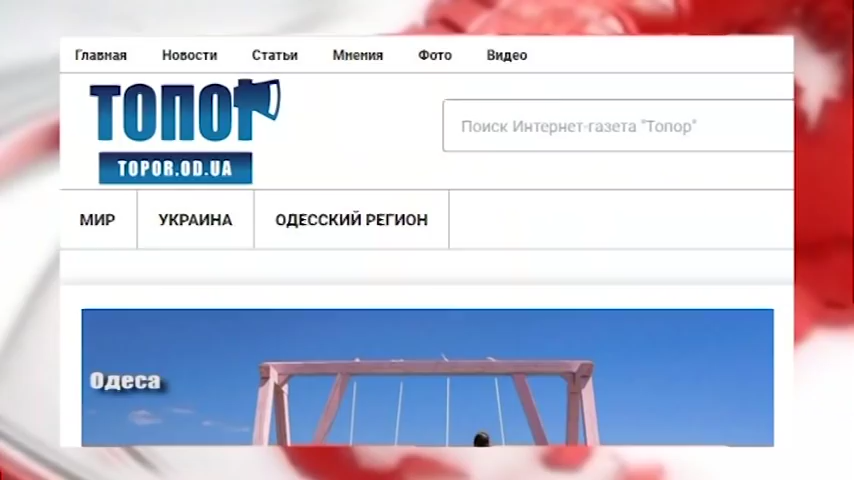 Главная Новости Статьи Мнения Фото Видео
ТОПОР
TOPOR.OD.UA
Поиск Интернет-газета "Топор"
МИР УКРАИНА ОДЕССКИЙ РЕГИОН
Одеса